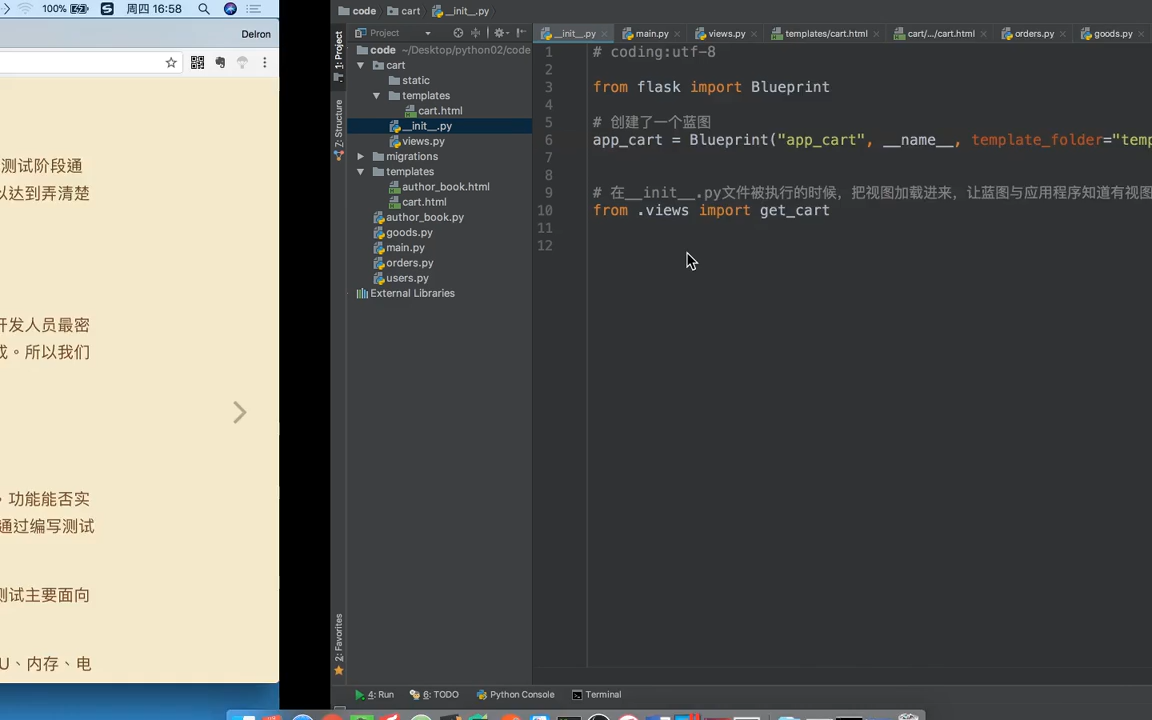 100%
周四 16:58
Delron
测试阶段通
以达到弄清楚
开发人员最密
成。所以我们
，功能能否实
通过编写测试
测试主要面向
U、内存、电
code
cart
__init__.py
Project
__init__.py
main.py
views.py
templates/cart.html
cart/.../cart.html
orders.py
goods.py
1: Project
Z: Structure
2: Favorites
code ~/Desktop/python02/code
cart
static
templates
cart.html
__init__.py
views.py
migrations
templates
author_book.html
cart.html
author_book.py
goods.py
main.py
orders.py
users.py
External Libraries
1 # coding:utf-8
2
3 from flask import Blueprint
4
5 # 创建了一个蓝图
6 app_cart = Blueprint("app_cart", __name__, template_folder="temp
7
8
9 # 在__init__.py文件被执行的时候，把视图加载进来，让蓝图与应用程序知道有视图
10 from .views import get_cart
11
12
4: Run
6: TODO
Python Console
Terminal